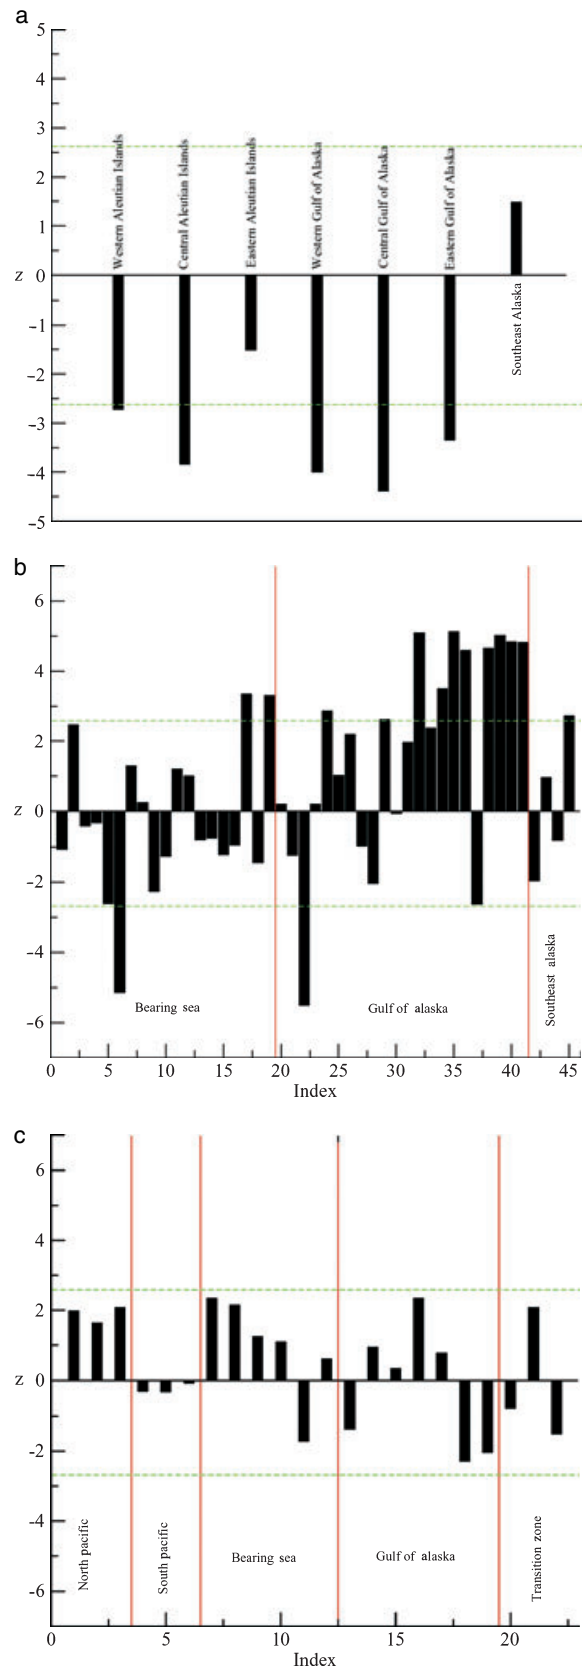 a
5
4
3
2
1
z 0
-1
-2
-3
-4
-5
Western Aleutian Islands
Central Aleutian Islands
Eastern Aleutian Islands
Western Gulf of Alaska
Central Gulf of Alaska
Eastern Gulf of Alaska
Southeast Alaska
b
6
4
2
z 0
-2
-4
-6
Bearing sea
Gulf of alaska
Southeast alaska
0 5 10 15 20 25 30 35 40 45
Index
c
6
4
2
z 0
-2
-4
-6
North pacific
South pacific
Bearing sea
Gulf of alaska
Transition zone
0 5 10 15 20
Index